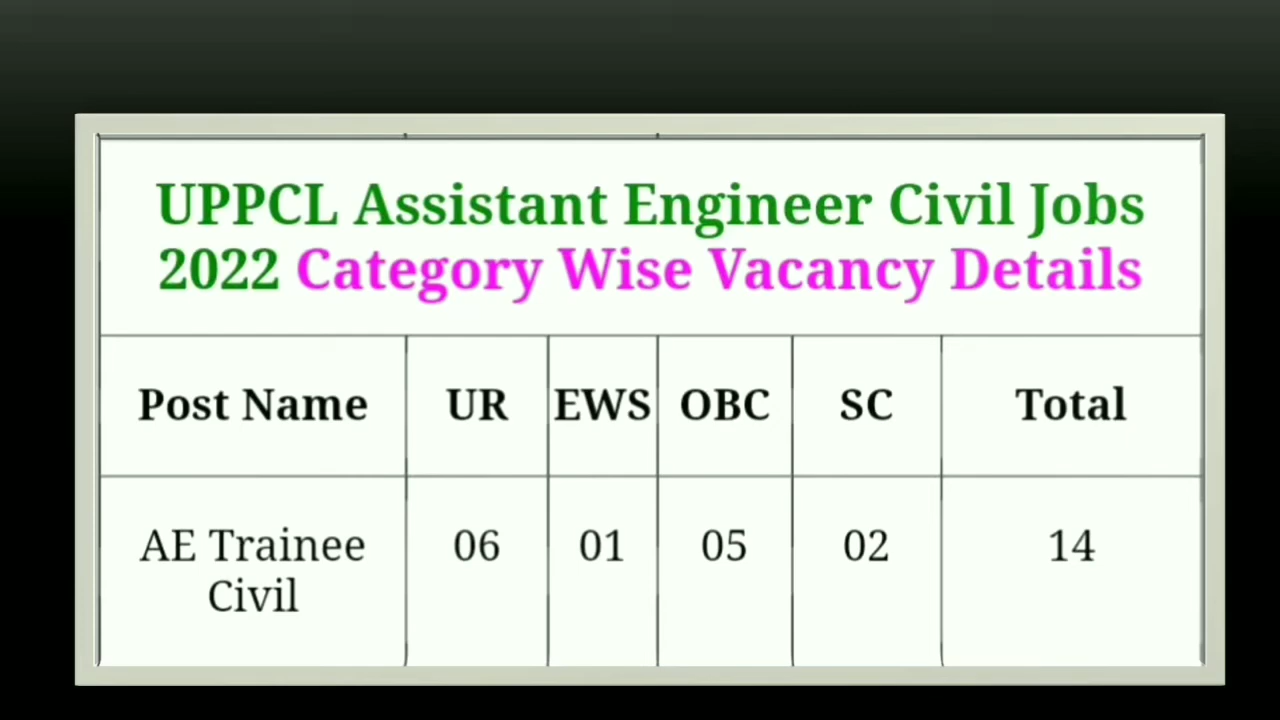 UPPCL Assistant Engineer Civil Jobs
2022 Category Wise Vacancy Details
Post Name UR EWS OBC SC Total
AE Trainee 06 01 05 02 14
Civil